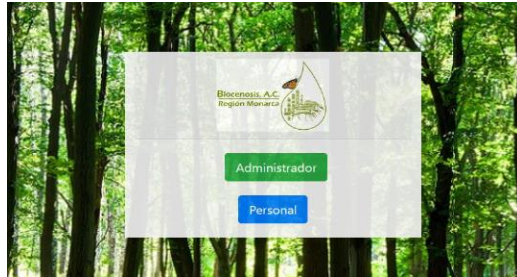 Biocenosis, A.C.
Región Monarca
Administrador
Personal